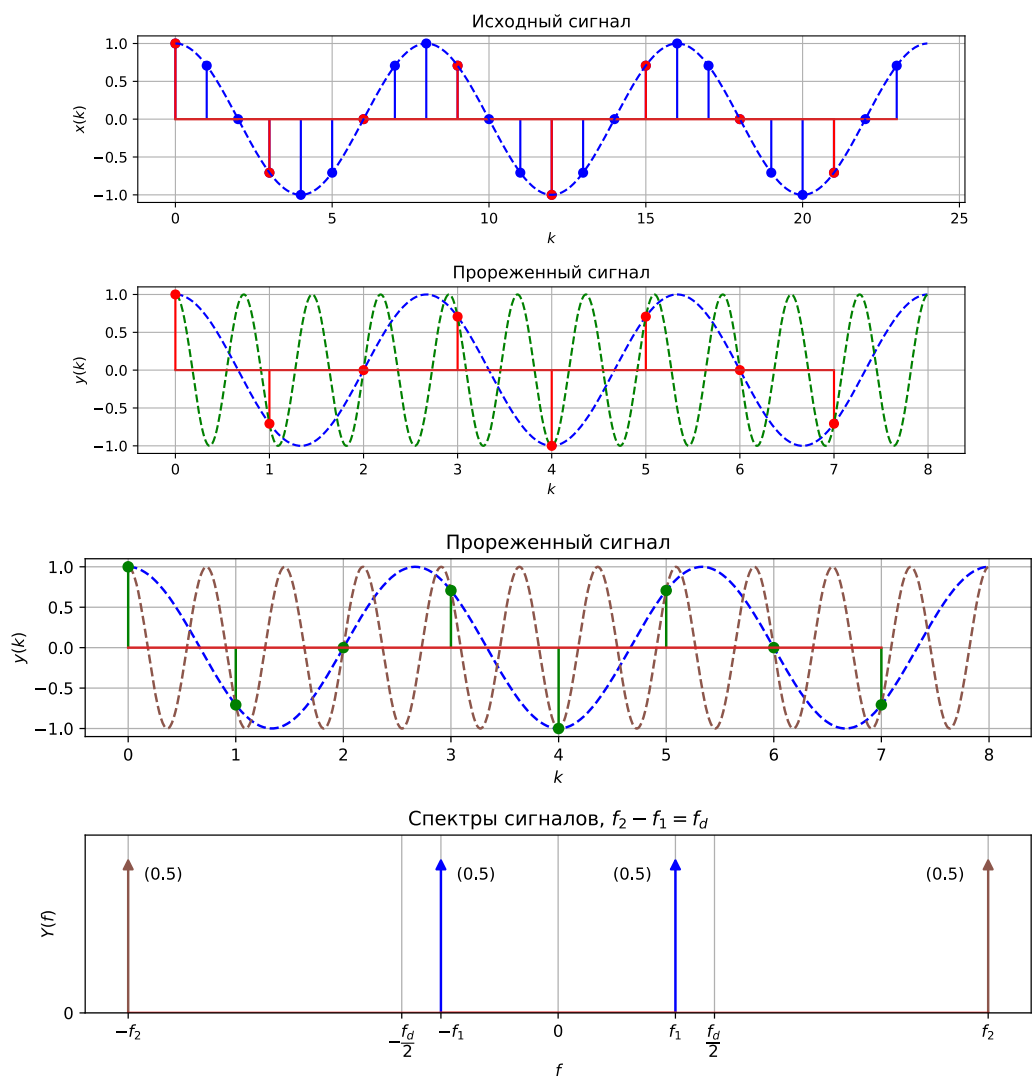 Исходный сигнал
1.0
0.5
0.0
−0.5
−1.0
x(k)
0 5 10 15 20 25
k
Прореженный сигнал
1.0
0.5
0.0
−0.5
−1.0
y(k)
0 1 2 3 4 5 6 7 8
k
Прореженный сигнал
1.0
0.5
0.0
−0.5
−1.0
y(k)
0 1 2 3 4 5 6 7 8
k
Спектры сигналов, f₂ − f₁ = f_d
(0.5) (0.5) (0.5) (0.5)
Y(f)
0
−f₂ −f_d/2 −f₁ 0 f₁ f_d/2 f₂
f